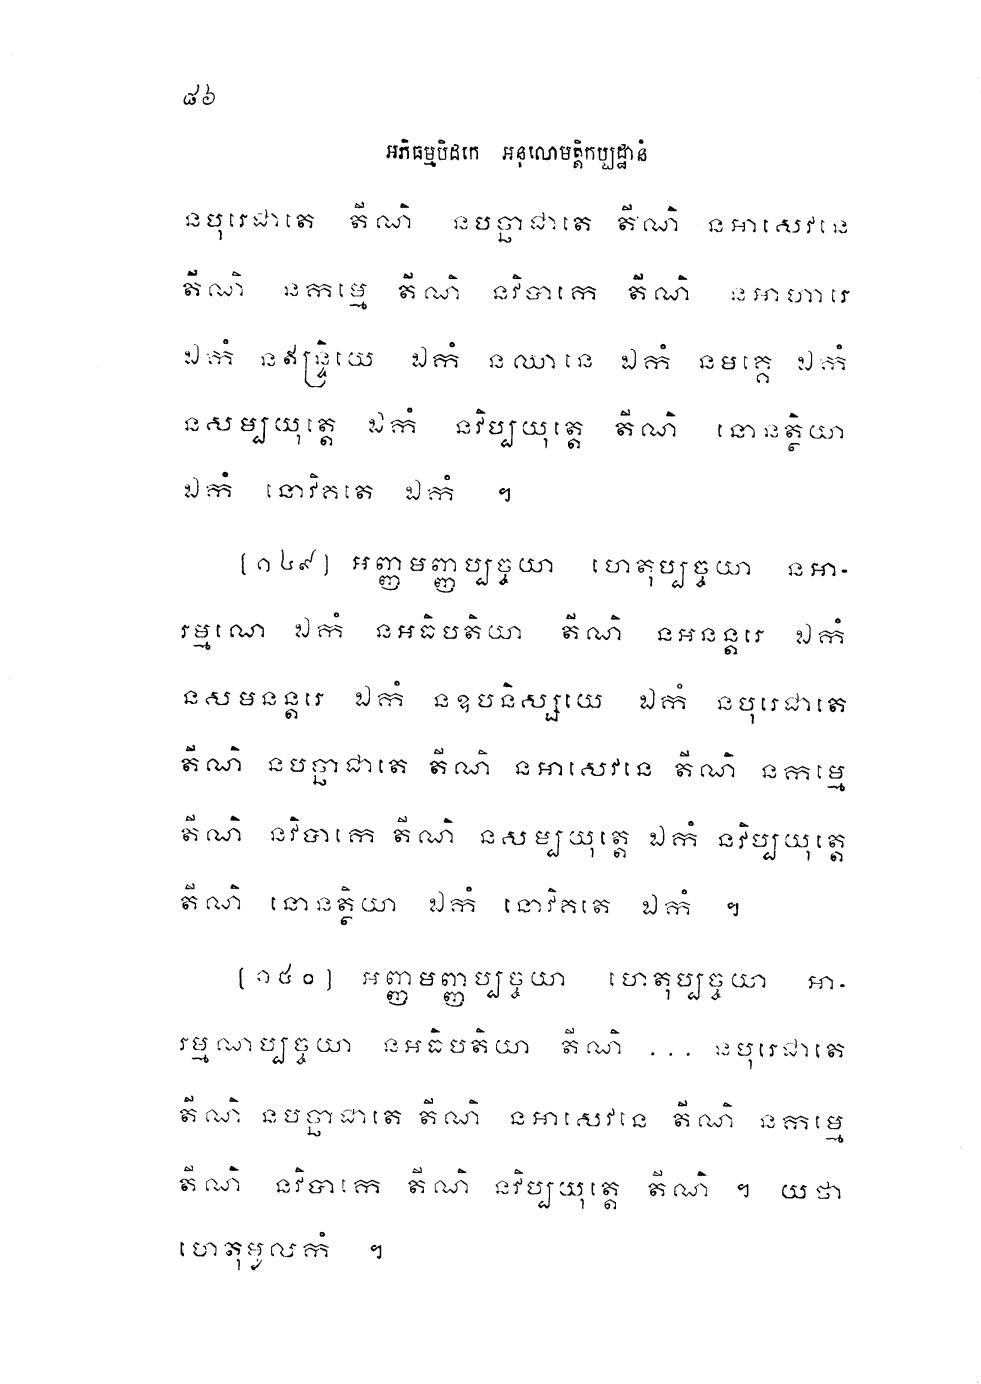 ៨៦
អភិធម្មបិដកេ អនុលោមត្តិកប្បដ្ឋានំ
នបុរេជាតេ តីណិ នបច្ឆាជាតេ តីណិ នអាសេវនេ
តីណិ នកម្មេ តីណិ នវិបាកេ តីណិ នអាហារេ
ឯកំ នឥន្ទ្រិយេ ឯកំ នឈានេ ឯកំ នមគ្គេ ឯកំ
នសម្បយុត្តេ ឯកំ នវិប្បយុត្តេ តីណិ នោនត្ថិយា
ឯកំ នោវិគតេ ឯកំ ។
[១៤៩] អញ្ញមញ្ញប្បច្ចយា ហេតុប្បច្ចយា នអា-
រម្មណេ ឯកំ នអធិបតិយា តីណិ នអនន្តរេ ឯកំ
នសមនន្តរេ ឯកំ នឧបនិស្សយេ ឯកំ នបុរេជាតេ
តីណិ នបច្ឆាជាតេ តីណិ នអាសេវនេ តីណិ នកម្មេ
តីណិ នវិបាកេ តីណិ នសម្បយុត្តេ ឯកំ នវិប្បយុត្តេ
តីណិ នោនត្ថិយា ឯកំ នោវិគតេ ឯកំ ។
[១៥០] អញ្ញមញ្ញប្បច្ចយា ហេតុប្បច្ចយា អា-
រម្មណប្បច្ចយា នអធិបតិយា តីណិ ... នបុរេជាតេ
តីណិ នបច្ឆាជាតេ តីណិ នអាសេវនេ តីណិ នកម្មេ
តីណិ នវិបាកេ តីណិ នវិប្បយុត្តេ តីណិ ។ យថា
ហេតុមូលកំ ។